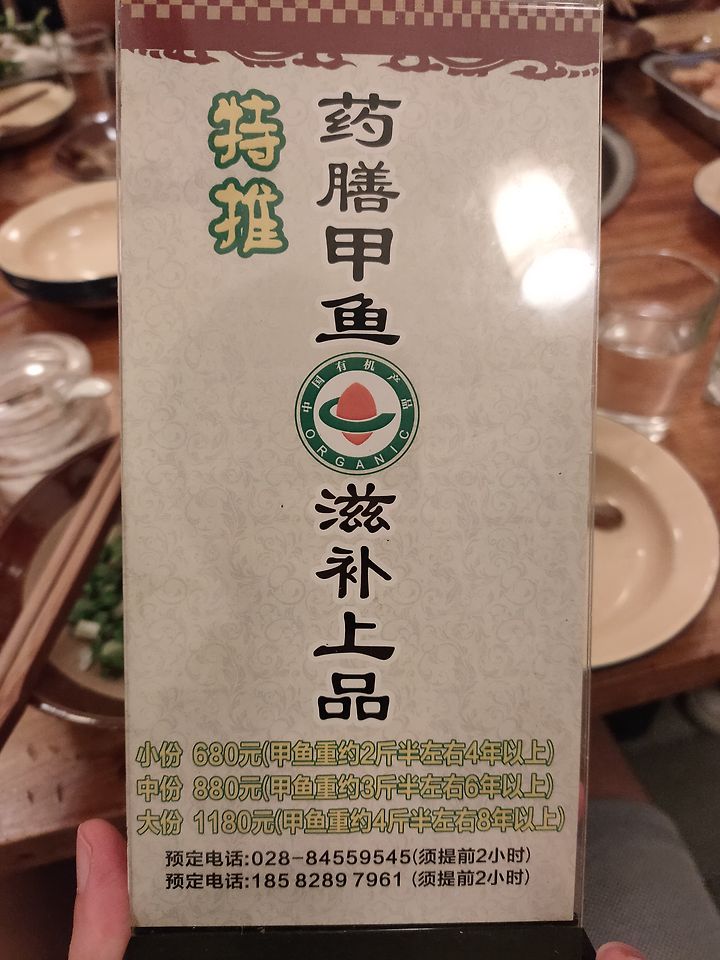 特推
药膳甲鱼
中国有机产品
ORGANIC
滋补上品
小份 680元(甲鱼重约2斤半左右4年以上)
中份 880元(甲鱼重约3斤半左右6年以上)
大份 1180元(甲鱼重约4斤半左右8年以上)
预定电话:028-84559545(须提前2小时)
预定电话:185 8289 7961 (须提前2小时)